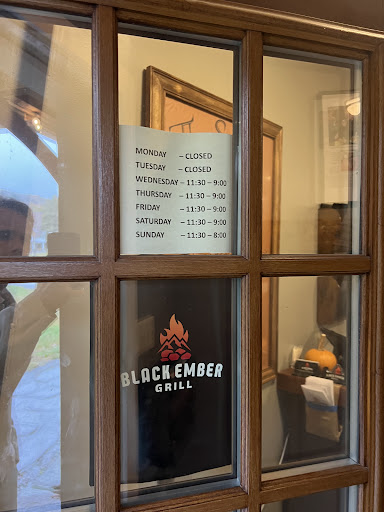 MONDAY – CLOSED
TUESDAY – CLOSED
WEDNESDAY – 11:30 – 9:00
THURSDAY – 11:30 – 9:00
FRIDAY – 11:30 – 9:00
SATURDAY – 11:30 – 9:00
SUNDAY – 11:30 – 8:00
BLACK EMBER
GRILL